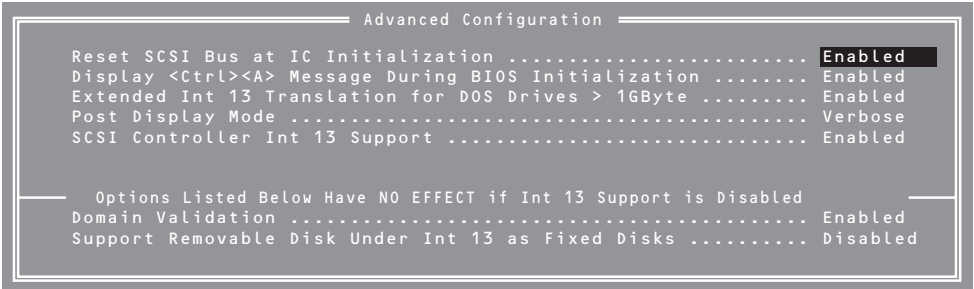 Advanced Configuration
Reset SCSI Bus at IC Initialization ......................... Enabled
Display <Ctrl><A> Message During BIOS Initialization ........ Enabled
Extended Int 13 Translation for DOS Drives > 1GByte ......... Enabled
Post Display Mode ............................................ Verbose
SCSI Controller Int 13 Support .............................. Enabled
Options Listed Below Have NO EFFECT if Int 13 Support is Disabled
Domain Validation ............................................ Enabled
Support Removable Disk Under Int 13 as Fixed Disks .......... Disabled